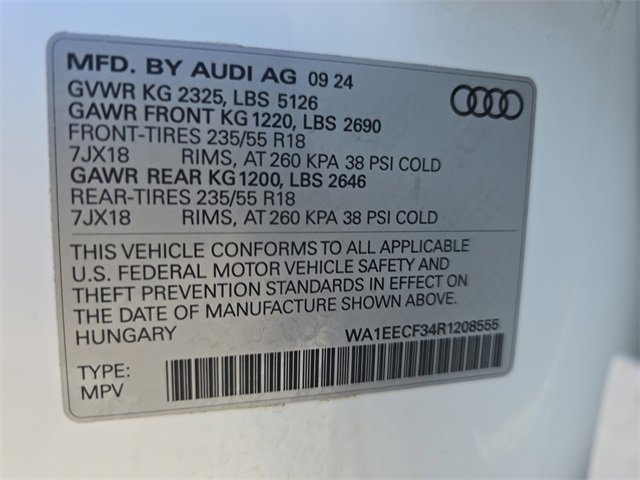 MFD. BY AUDI AG 09 24
GVWR KG 2325, LBS 5126
GAWR FRONT KG 1220, LBS 2690
FRONT-TIRES 235/55 R18
7JX18 RIMS, AT 260 KPA 38 PSI COLD
GAWR REAR KG 1200, LBS 2646
REAR-TIRES 235/55 R18
7JX18 RIMS, AT 260 KPA 38 PSI COLD
THIS VEHICLE CONFORMS TO ALL APPLICABLE
U.S. FEDERAL MOTOR VEHICLE SAFETY AND
THEFT PREVENTION STANDARDS IN EFFECT ON
THE DATE OF MANUFACTURE SHOWN ABOVE.
HUNGARY WA1EECF34R1208555
TYPE:
MPV